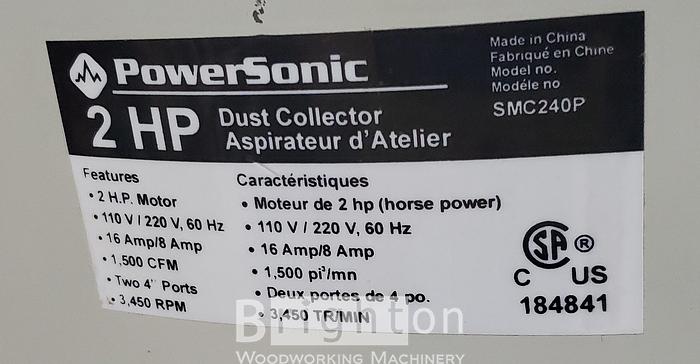 PowerSonic
2 HP
Dust Collector
Aspirateur d'Atelier
Made in China
Fabriqué en Chine
Model no.
Modéle no
SMC240P
Features
• 2 H.P. Motor
• 110 V / 220 V, 60 Hz
• 16 Amp/8 Amp
• 1,500 CFM
• Two 4" Ports
• 3,450 RPM
Caractéristiques
• Moteur de 2 hp (horse power)
• 110 V / 220 V, 60 Hz
• 16 Amp/8 Amp
• 1,500 pi³/mn
• Deux portes de 4 po.
• 3,450 TR/MIN
SA ®
C US
184841
Brighton
WOODWORKING MACHINERY